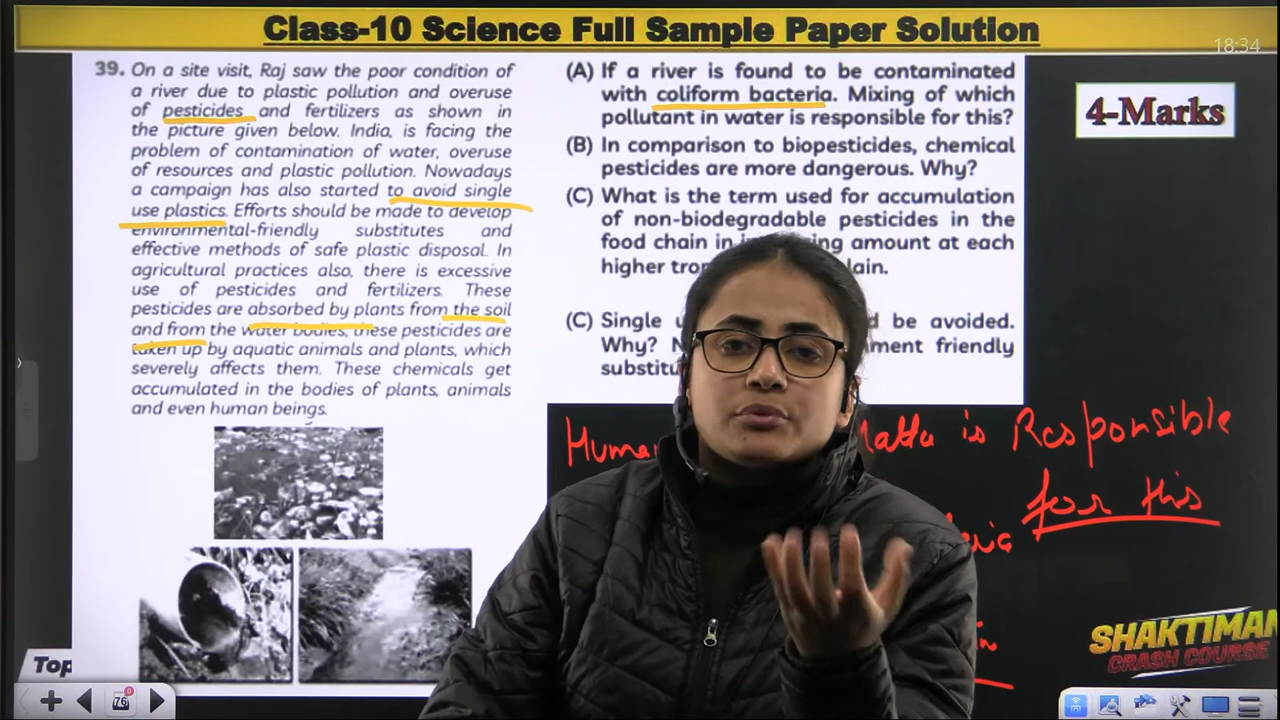 Class-10 Science Full Sample Paper Solution
18:34
39. On a site visit, Raj saw the poor condition of
a river due to plastic pollution and overuse
of pesticides and fertilizers as shown in
the picture given below. India, is facing the
problem of contamination of water, overuse
of resources and plastic pollution. Nowadays
a campaign has also started to avoid single
use plastics. Efforts should be made to develop
environmental-friendly substitutes and
effective methods of safe plastic disposal. In
agricultural practices also, there is excessive
use of pesticides and fertilizers. These
pesticides are absorbed by plants from the soil
and from the water bodies, these pesticides are
taken up by aquatic animals and plants, which
severely affects them. These chemicals get
accumulated in the bodies of plants, animals
and even human beings.
(A) If a river is found to be contaminated
with coliform bacteria. Mixing of which
pollutant in water is responsible for this?
(B) In comparison to biopesticides, chemical
pesticides are more dangerous. Why?
(C) What is the term used for accumulation
of non-biodegradable pesticides in the
food chain in amount at each
higher
(C) Single be avoided.
Why? friendly
4-Marks
is Responsible
for this
Top
76
SHAKTIMAN
CRASH COURSE